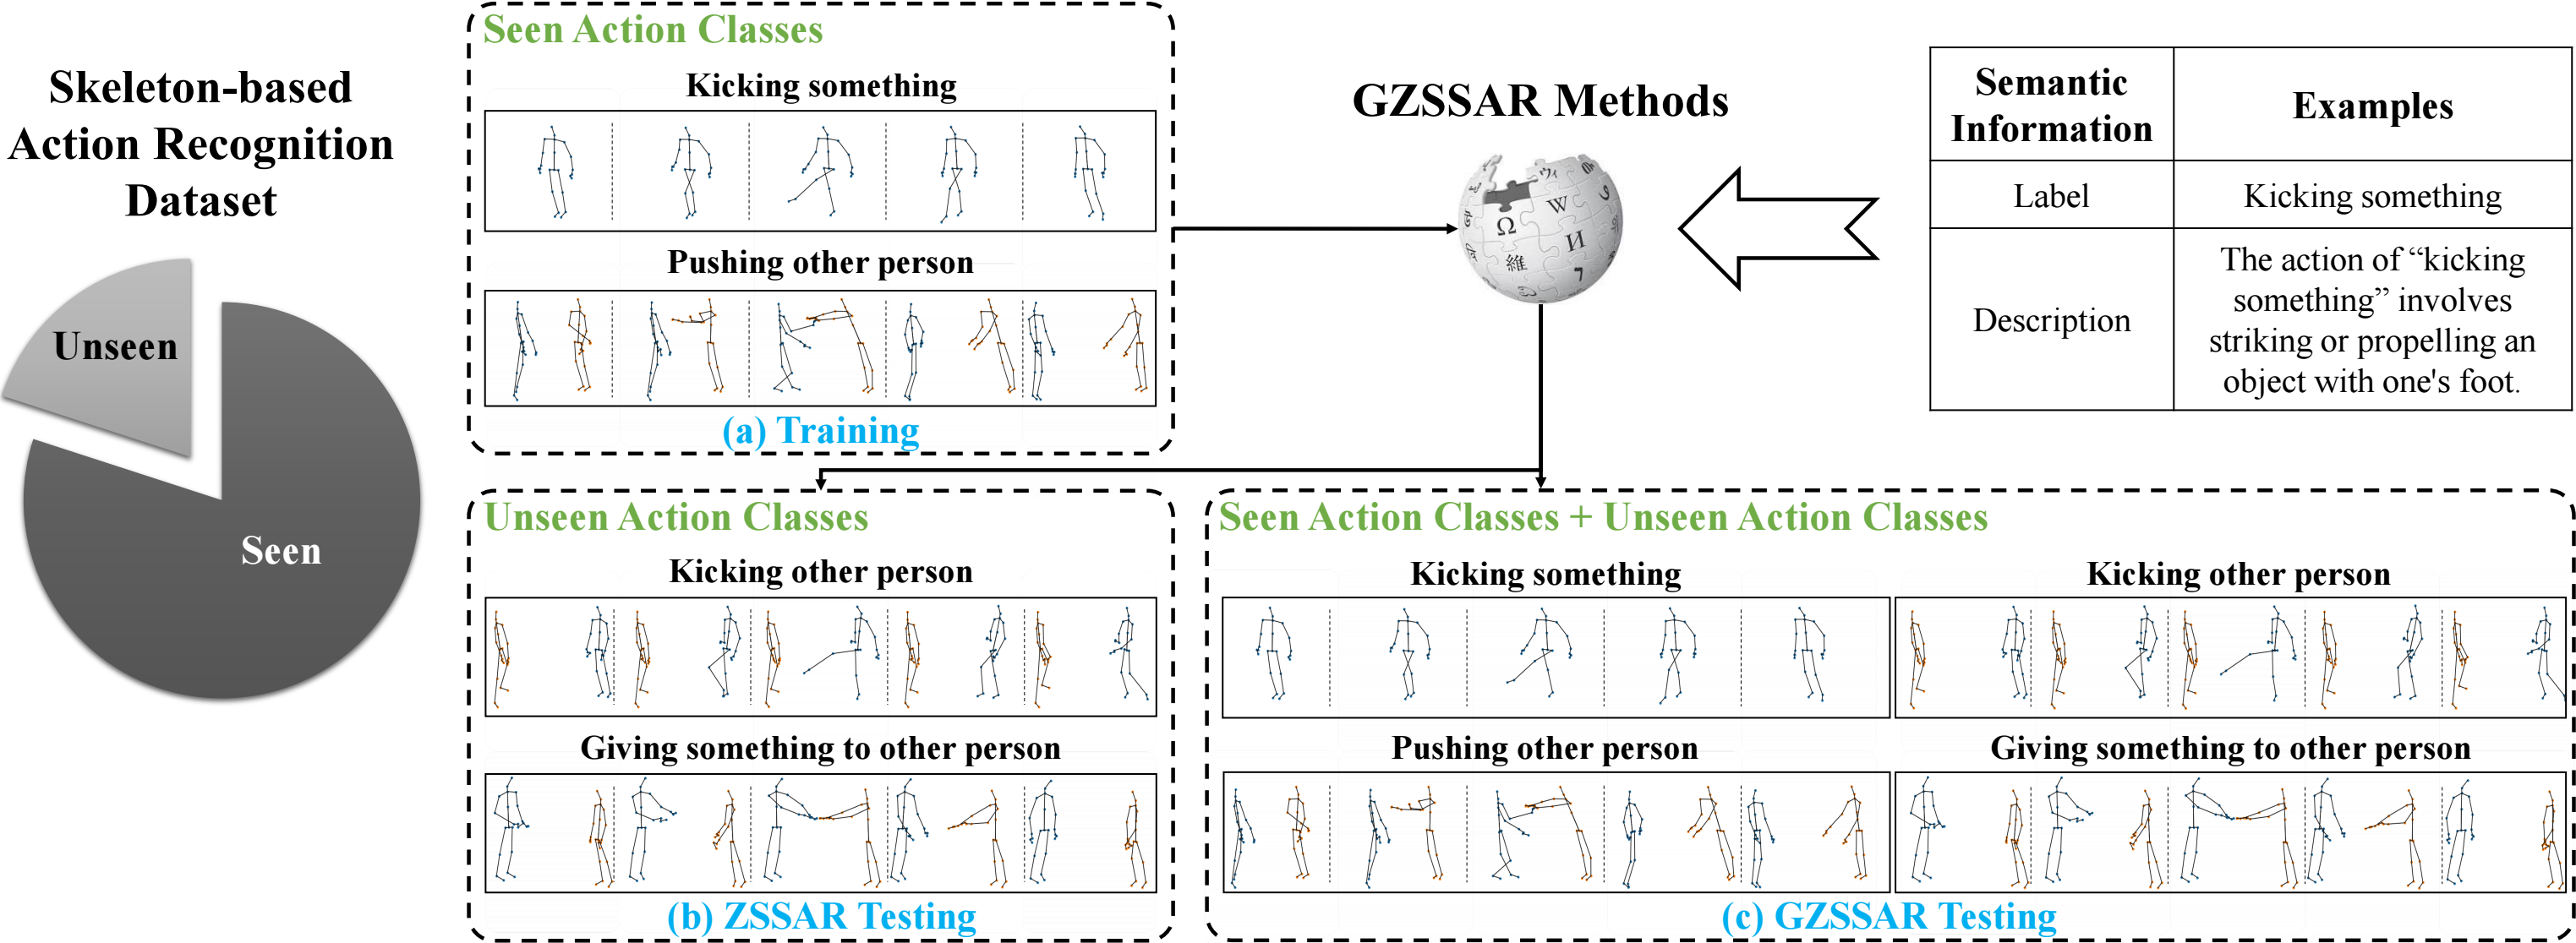 Skeleton-based
Action Recognition
Dataset
Unseen
Seen
Seen Action Classes
Kicking something
Pushing other person
(a) Training
GZSSAR Methods
Ω
W
И
維
Semantic
Information
Examples
Label
Kicking something
Description
The action of “kicking
something” involves
striking or propelling an
object with one's foot.
Unseen Action Classes
Kicking other person
Giving something to other person
(b) ZSSAR Testing
Seen Action Classes + Unseen Action Classes
Kicking something
Kicking other person
Pushing other person
Giving something to other person
(c) GZSSAR Testing